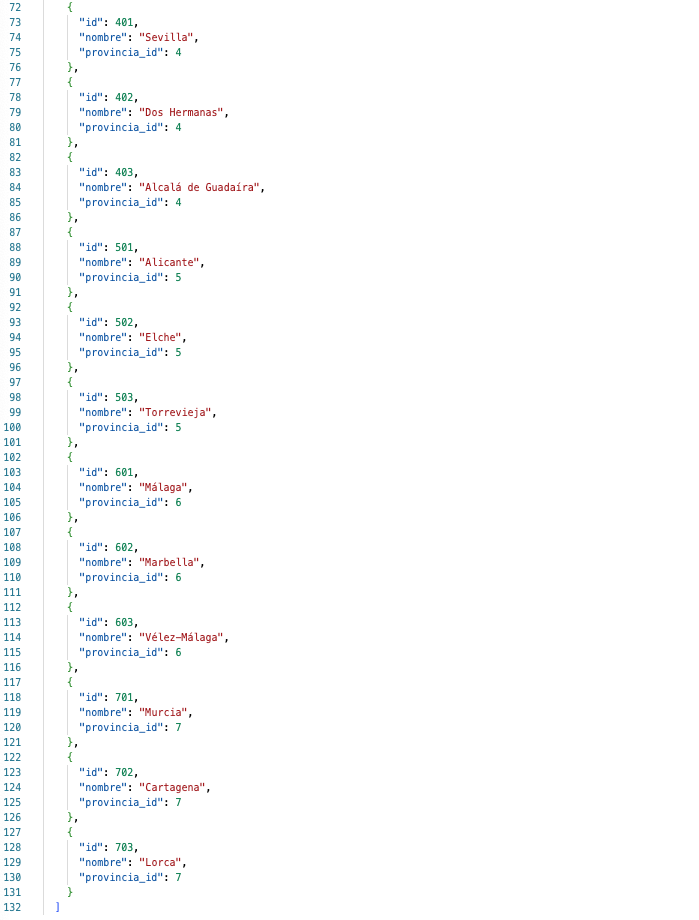 72 {
73 "id": 401,
74 "nombre": "Sevilla",
75 "provincia_id": 4
76 },
77 {
78 "id": 402,
79 "nombre": "Dos Hermanas",
80 "provincia_id": 4
81 },
82 {
83 "id": 403,
84 "nombre": "Alcalá de Guadaíra",
85 "provincia_id": 4
86 },
87 {
88 "id": 501,
89 "nombre": "Alicante",
90 "provincia_id": 5
91 },
92 {
93 "id": 502,
94 "nombre": "Elche",
95 "provincia_id": 5
96 },
97 {
98 "id": 503,
99 "nombre": "Torrevieja",
100 "provincia_id": 5
101 },
102 {
103 "id": 601,
104 "nombre": "Málaga",
105 "provincia_id": 6
106 },
107 {
108 "id": 602,
109 "nombre": "Marbella",
110 "provincia_id": 6
111 },
112 {
113 "id": 603,
114 "nombre": "Vélez-Málaga",
115 "provincia_id": 6
116 },
117 {
118 "id": 701,
119 "nombre": "Murcia",
120 "provincia_id": 7
121 },
122 {
123 "id": 702,
124 "nombre": "Cartagena",
125 "provincia_id": 7
126 },
127 {
128 "id": 703,
129 "nombre": "Lorca",
130 "provincia_id": 7
131 }
132 ]